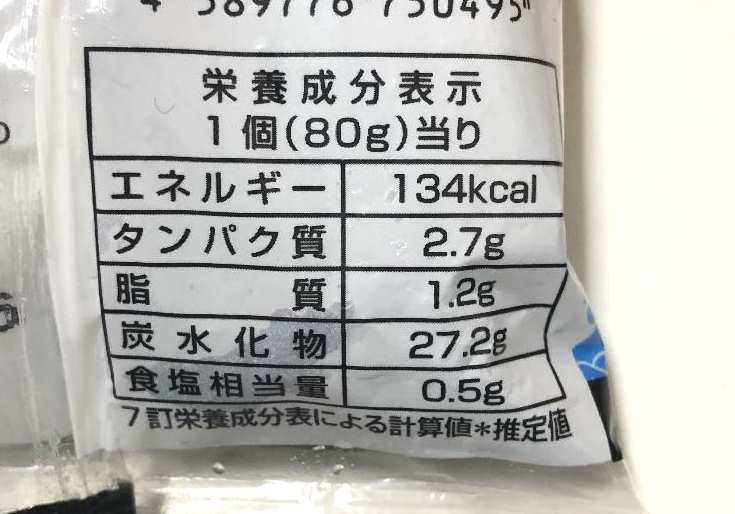 4 589776 750495
栄養成分表示
1個(80g)当り
エネルギー 134kcal
タンパク質 2.7g
脂質 1.2g
炭水化物 27.2g
食塩相当量 0.5g
7訂栄養成分表による計算値*推定値